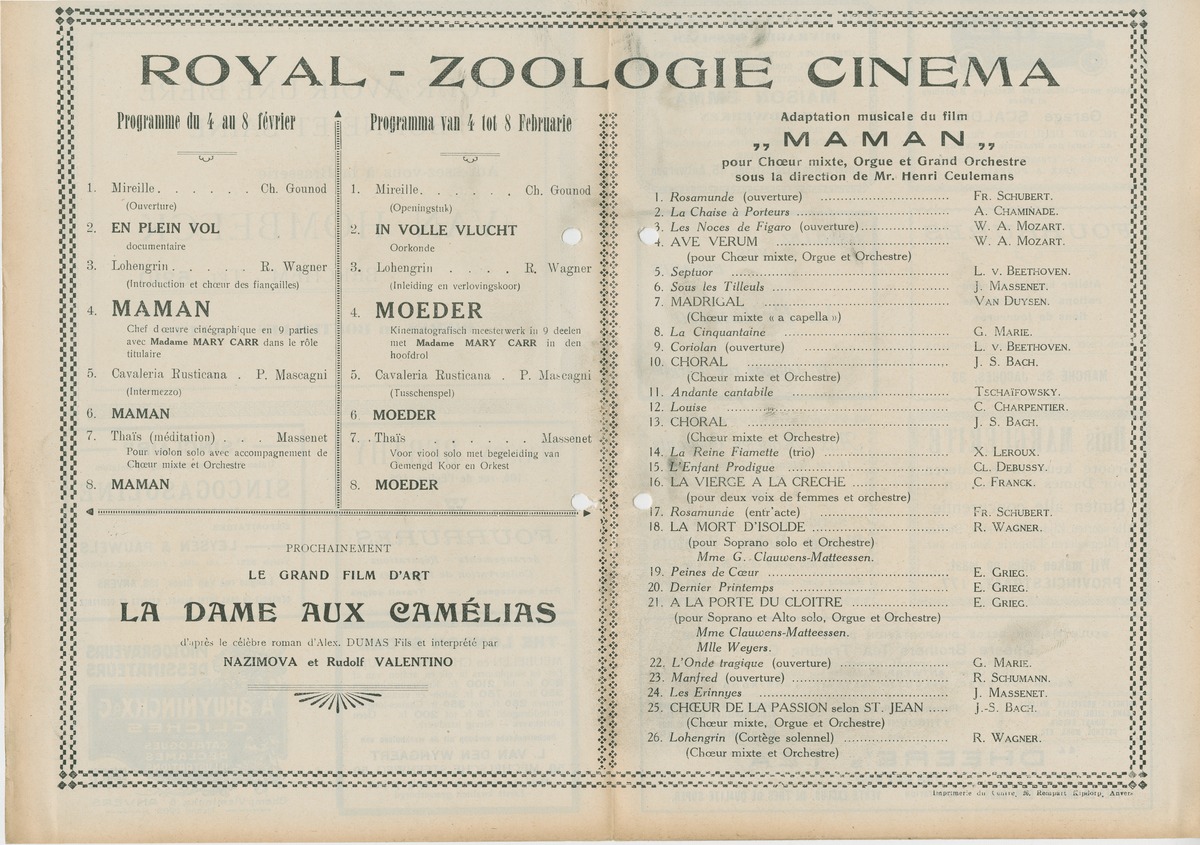 ROYAL - ZOOLOGIE CINEMA
Programme du 4 au 8 février
1. Mireille. . . . . . Ch. Gounod
(Ouverture)
2. EN PLEIN VOL
documentaire
3. Lohengrin . . . . . R. Wagner
(Introduction et chœur des fiançailles)
4. MAMAN
Chef d'œuvre cinégraphique en 9 parties
avec Madame MARY CARR dans le rôle
titulaire
5. Cavaleria Rusticana . P. Mascagni
(Intermezzo)
6. MAMAN
7. Thaïs (méditation) . . . Massenet
Pour violon solo avec accompagnement de
Chœur mixte et Orchestre
8. MAMAN
Programma van 4 tot 8 Februarie
1. Mireille. . . . . . Ch. Gounod
(Openingstuk)
2. IN VOLLE VLUCHT
Oorkonde
3. Lohengrin . . . . R. Wagner
(Inleiding en verlovingskoor)
4. MOEDER
Kinematografisch meesterwerk in 9 deelen
met Madame MARY CARR in den
hoofdrol
5. Cavaleria Rusticana . P. Mascagni
(Tusschenspel)
6 MOEDER
7. . Thaïs . . . . . Massenet
Voor viool solo met begeleiding van
Gemengd Koor en Orkest
8. MOEDER
PROCHAINEMENT
LE GRAND FILM D'ART
LA DAME AUX CAMÉLIAS
d'après le célèbre roman d'Alex. DUMAS Fils et interprété par
NAZIMOVA et Rudolf VALENTINO
Adaptation musicale du film
„ MAMAN „
pour Chœur mixte, Orgue et Grand Orchestre
sous la direction de Mr. Henri Ceulemans
1. Rosamunde (ouverture) ........ FR. SCHUBERT.
2. La Chaise à Porteurs ........ A. CHAMINADE.
3. Les Noces de Figaro (ouverture) ........ W. A. MOZART.
4. AVE VERUM ........ W. A. MOZART.
(pour Chœur mixte, Orgue et Orchestre)
5. Septuor ........ L. v. BEETHOVEN.
6. Sous les Tilleuls ........ J. MASSENET.
7. MADRIGAL ........ VAN DUYSEN.
(Chœur mixte « a capella »)
8. La Cinquantaine ........ G. MARIE.
9. Coriolan (ouverture) ........ L. v. BEETHOVEN.
10. CHORAL ........ J. S. BACH.
(Chœur mixte et Orchestre)
11. Andante cantabile ........ TSCHAÏFOWSKY.
12. Louise ........ C. CHARPENTIER.
13. CHORAL ........ J. S. BACH.
(Chœur mixte et Orchestre)
14. La Reine Fiamette (trio) ........ X. LEROUX.
15. L'Enfant Prodigue ........ CL. DEBUSSY.
16. LA VIERGE A LA CRECHE ........ C. FRANCK.
(pour deux voix de femmes et orchestre)
17. Rosamunde (entr'acte) ........ FR. SCHUBERT.
18. LA MORT D'ISOLDE ........ R. WAGNER.
(pour Soprano solo et Orchestre)
Mme G. Clauwens-Matteessen.
19. Peines de Cœur ........ E. GRIEG.
20. Dernier Printemps ........ E. GRIEG.
21. A LA PORTE DU CLOITRE ........ E. GRIEG.
(pour Soprano et Alto solo, Orgue et Orchestre)
Mme Clauwens-Matteessen.
Mlle Weyers.
22. L'Onde tragique (ouverture) ........ G. MARIE.
23. Manfred (ouverture) ........ R. SCHUMANN.
24. Les Erinnyes ........ J. MASSENET.
25. CHŒUR DE LA PASSION selon ST. JEAN ..... J.-S. BACH.
(Chœur mixte, Orgue et Orchestre)
26. Lohengrin (Cortège solennel) ........ R. WAGNER.
(Chœur mixte et Orchestre)
Imprimerie du Centre, 26, Rempart Kipdorp, Anvers